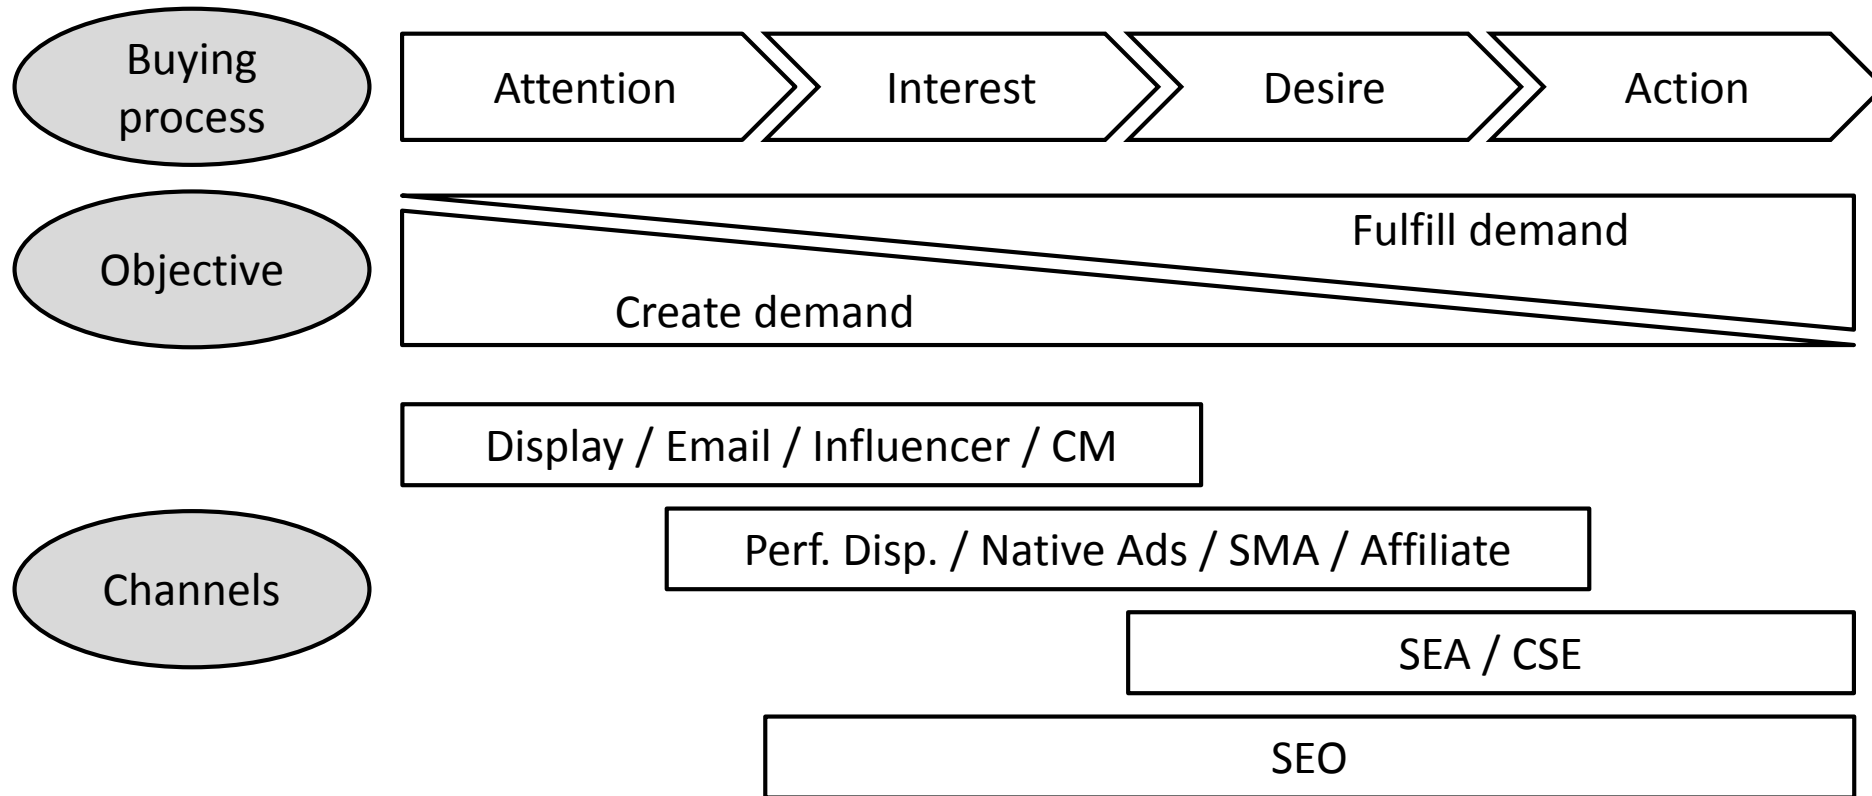 Buying
process
Attention
Interest
Desire
Action
Objective
Fulfill demand
Create demand
Channels
Display / Email / Influencer / CM
Perf. Disp. / Native Ads / SMA / Affiliate
SEA / CSE
SEO